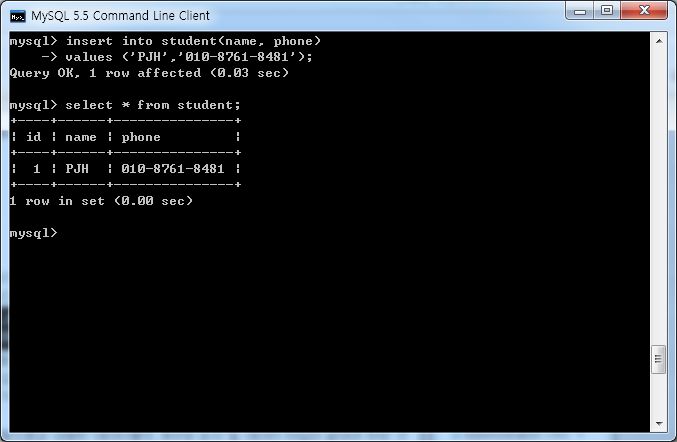 MySQL 5.5 Command Line Client
mysql> insert into student(name, phone)
    -> values ('PJH','010-8761-8481');
Query OK, 1 row affected (0.03 sec)
mysql> select * from student;
+----+------+---------------+
¦ id ¦ name ¦ phone         ¦
+----+------+---------------+
¦  1 ¦ PJH  ¦ 010-8761-8481 ¦
+----+------+---------------+
1 row in set (0.00 sec)
mysql>